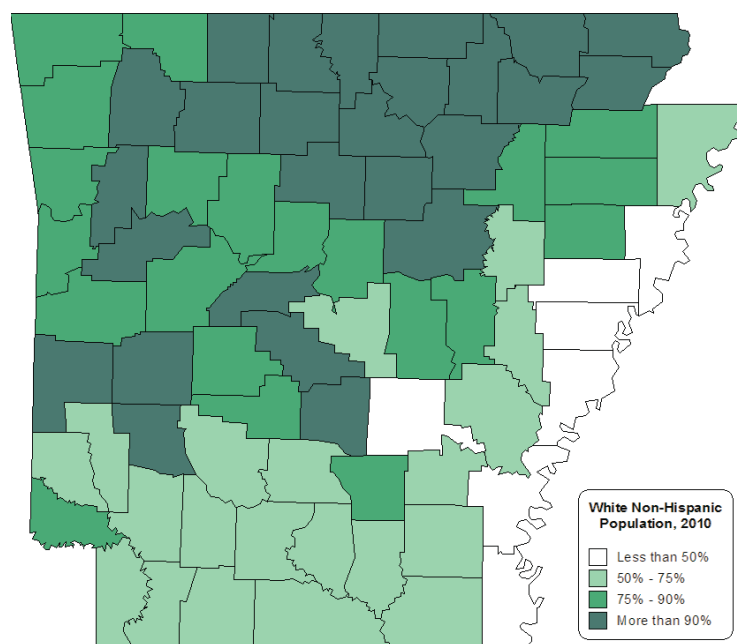 White Non-Hispanic
Population, 2010
Less than 50%
50% - 75%
75% - 90%
More than 90%